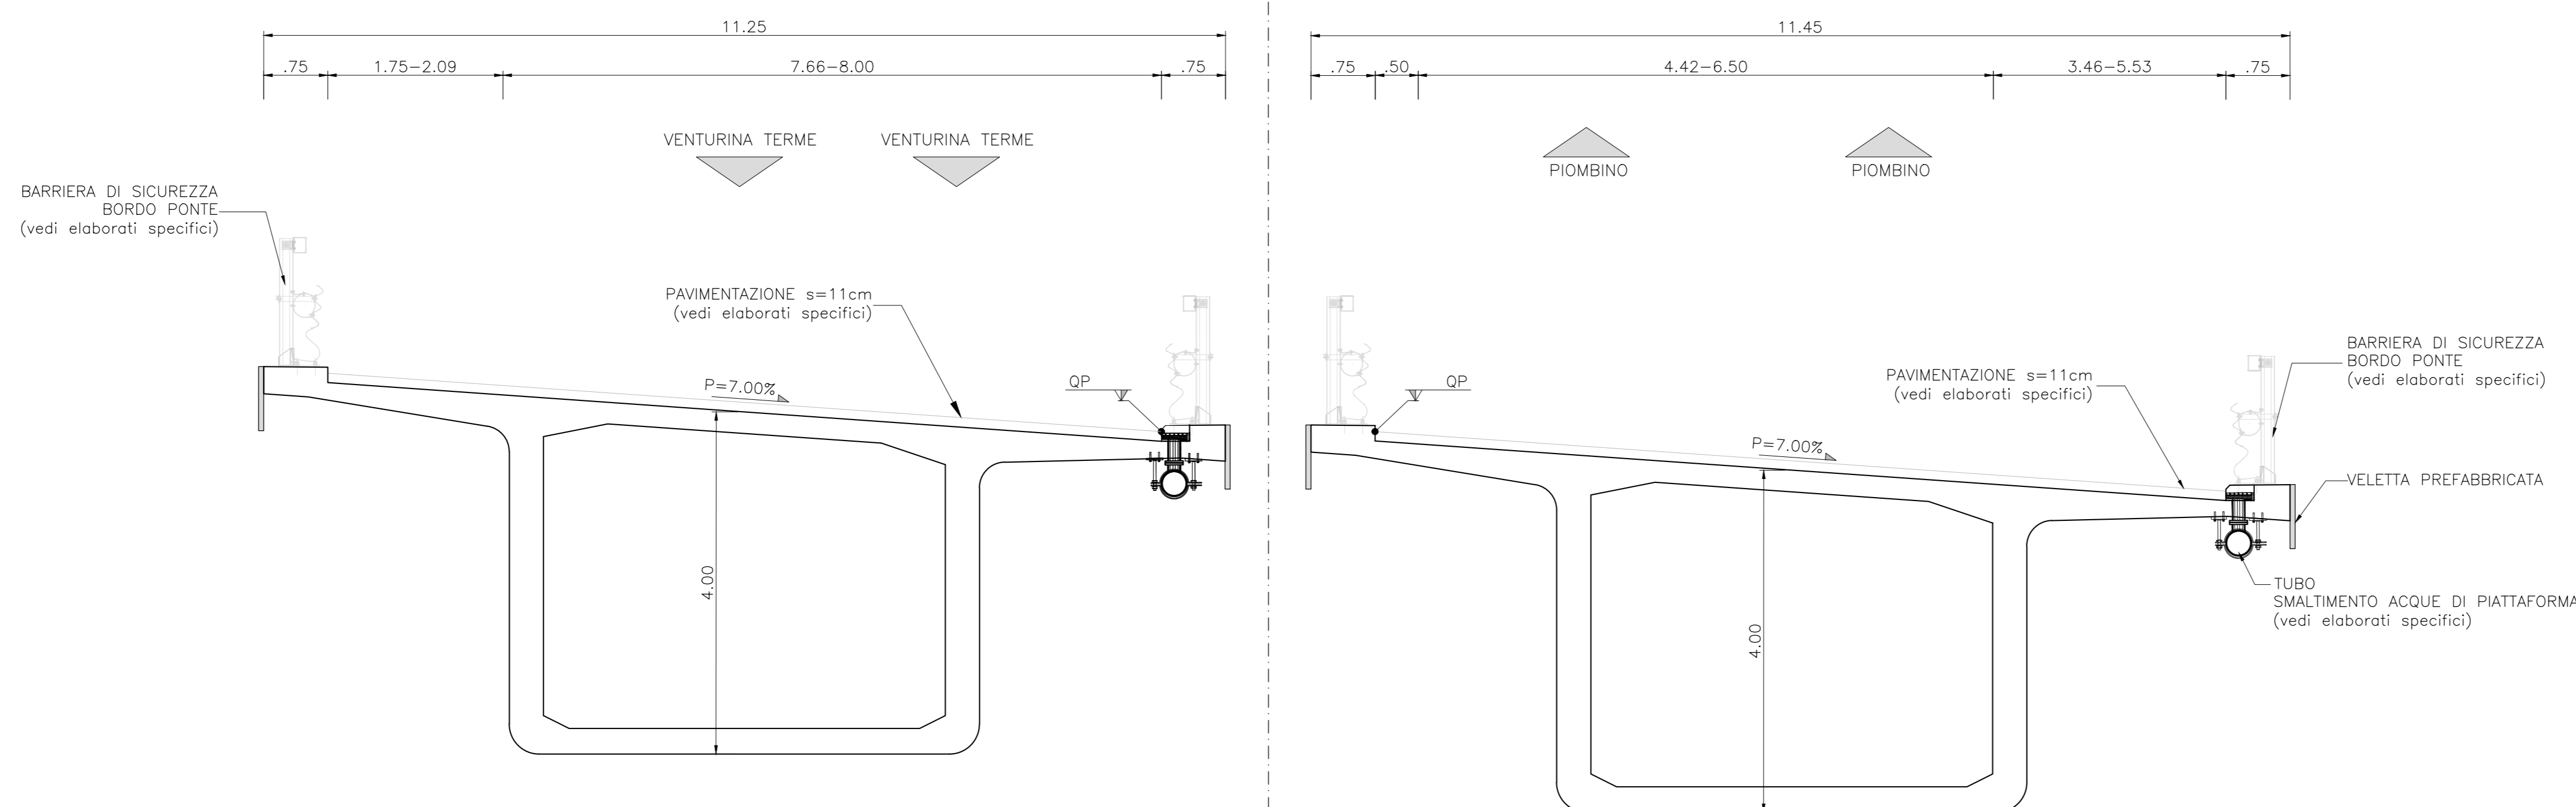 11.25
.75
1.75-2.09
7.66-8.00
.75
VENTURINA TERME
VENTURINA TERME
BARRIERA DI SICUREZZA
BORDO PONTE
(vedi elaborati specifici)
PAVIMENTAZIONE s=11cm
(vedi elaborati specifici)
P=7.00%
QP
4.00
11.45
.75
.50
4.42-6.50
3.46-5.53
.75
PIOMBINO
PIOMBINO
QP
PAVIMENTAZIONE s=11cm
(vedi elaborati specifici)
P=7.00%
BARRIERA DI SICUREZZA
BORDO PONTE
(vedi elaborati specifici)
VELETTA PREFABBRICATA
4.00
TUBO
SMALTIMENTO ACQUE DI PIATTAFORMA
(vedi elaborati specifici)